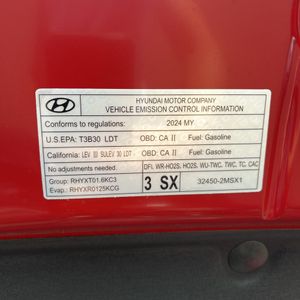 HYUNDAI MOTOR COMPANY
VEHICLE EMISSION CONTROL INFORMATION
Conforms to regulations: 2024 MY
U.S.EPA: T3B30 LDT OBD: CA II Fuel: Gasoline
California: LEV III SULEV 30 LDT OBD: CA II Fuel: Gasoline
No adjustments needed DFI, WR-HO2S, HO2S, WU-TWC, TWC, TC, CAC
Group: RHYXT01.6KC3 3 SX 32450-2MSX1
Evap.: RHYXR0125KCG